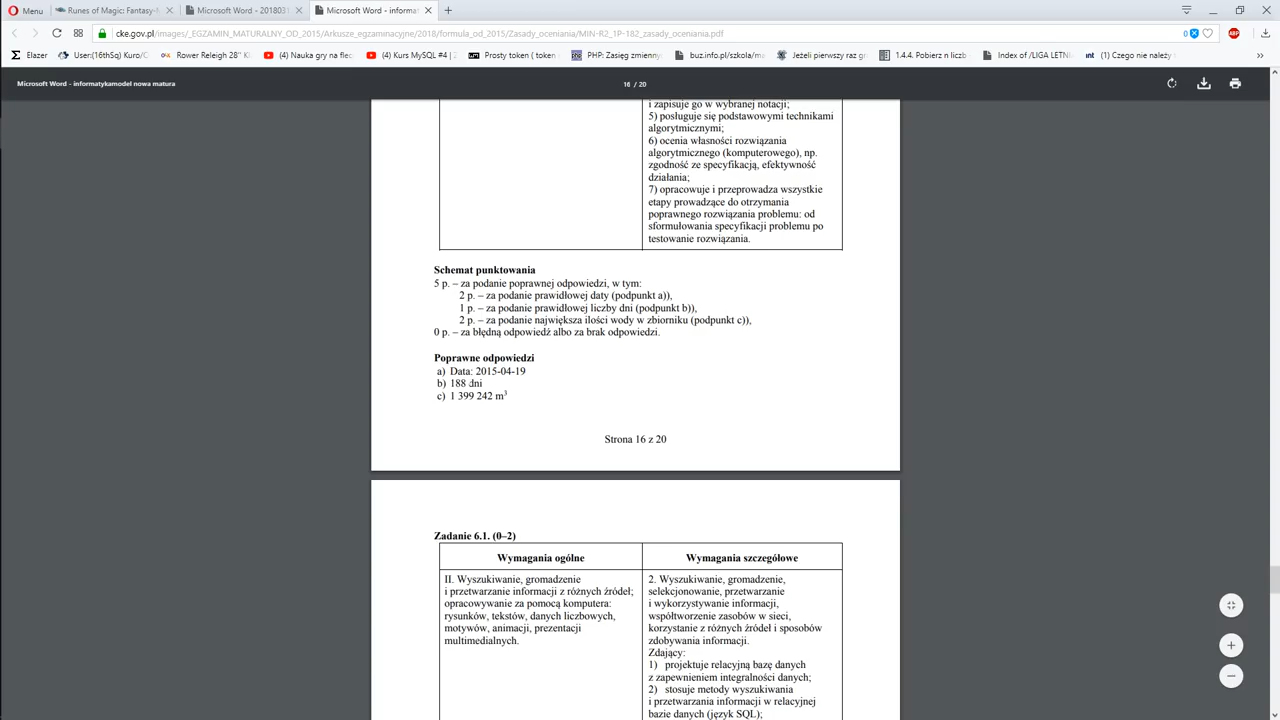 Menu
Runes of Magic: Fantasy-M
Microsoft Word - 2018031
Microsoft Word - informat
cke.gov.pl/images/_EGZAMIN_MATURALNY_OD_2015/Arkusze_egzaminacyjne/2018/formula_od_2015/Zasady_oceniania/MIN-R2_1P-182_zasady_oceniania.pdf
0
ABP
Elazer
User:(16thSq) Kuro/C
Rower Raleigh 28'' Kl
(4) Nauka gry na flec
(4) Kurs MySQL #4 | Z
Prosty token ( token
PHP: Zasięg zmienny
buz.info.pl/szkola/ma
Jeżeli pierwszy raz gr
1.4.4. Pobierz n liczb
Index of /LIGA LETNI
int
(1) Czego nie należy
Microsoft Word - informatykamodel nowa matura
16 / 20
i zapisuje go w wybranej notacji;
5) posługuje się podstawowymi technikami
algorytmicznymi;
6) ocenia własności rozwiązania
algorytmicznego (komputerowego), np.
zgodność ze specyfikacją, efektywność
działania;
7) opracowuje i przeprowadza wszystkie
etapy prowadzące do otrzymania
poprawnego rozwiązania problemu: od
sformułowania specyfikacji problemu po
testowanie rozwiązania.
Schemat punktowania
5 p. – za podanie poprawnej odpowiedzi, w tym:
2 p. – za podanie prawidłowej daty (podpunkt a)),
1 p. – za podanie prawidłowej liczby dni (podpunkt b)),
2 p. – za podanie największa ilości wody w zbiorniku (podpunkt c)),
0 p. – za błędną odpowiedź albo za brak odpowiedzi.
Poprawne odpowiedzi
a) Data: 2015-04-19
b) 188 dni
c) 1 399 242 m³
Strona 16 z 20
Zadanie 6.1. (0–2)
Wymagania ogólne
Wymagania szczegółowe
II. Wyszukiwanie, gromadzenie
i przetwarzanie informacji z różnych źródeł;
opracowywanie za pomocą komputera:
rysunków, tekstów, danych liczbowych,
motywów, animacji, prezentacji
multimedialnych.
2. Wyszukiwanie, gromadzenie,
selekcjonowanie, przetwarzanie
i wykorzystywanie informacji,
współtworzenie zasobów w sieci,
korzystanie z różnych źródeł i sposobów
zdobywania informacji.
Zdający:
1) projektuje relacyjną bazę danych
z zapewnieniem integralności danych;
2) stosuje metody wyszukiwania
i przetwarzania informacji w relacyjnej
bazie danych (język SQL);